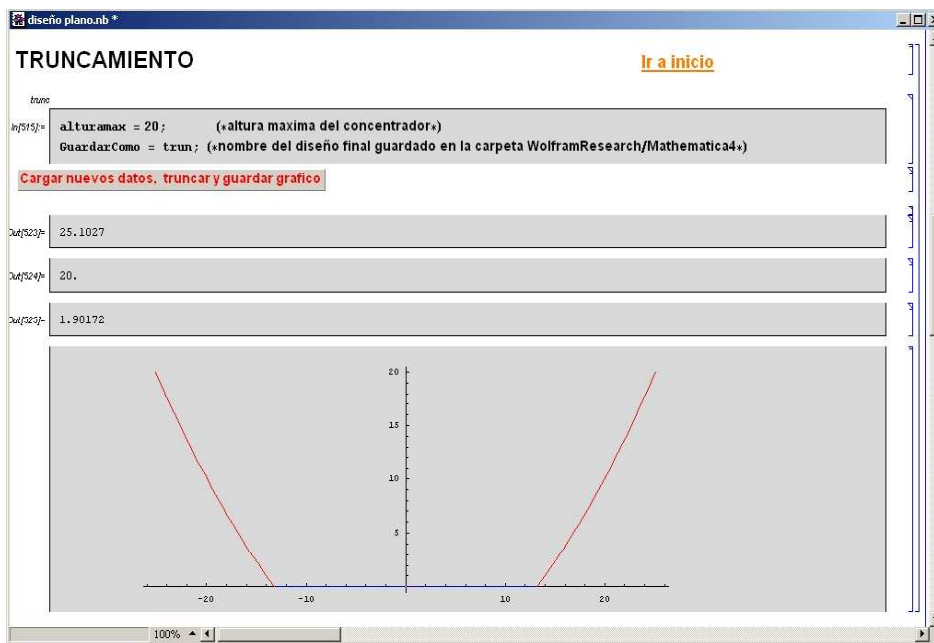 diseño plano.nb *
TRUNCAMIENTO
Ir a inicio
trunc
In[515]:=
alturamax = 20; (*altura maxima del concentrador*)
GuardarComo = trun; (*nombre del diseño final guardado en la carpeta WolframResearch/Mathematica4*)
Cargar nuevos datos, truncar y guardar grafico
Out[523]= 25.1027
Out[524]= 20.
Out[525]= 1.90172
20
15
10
5
-20 -10 10 20
100%